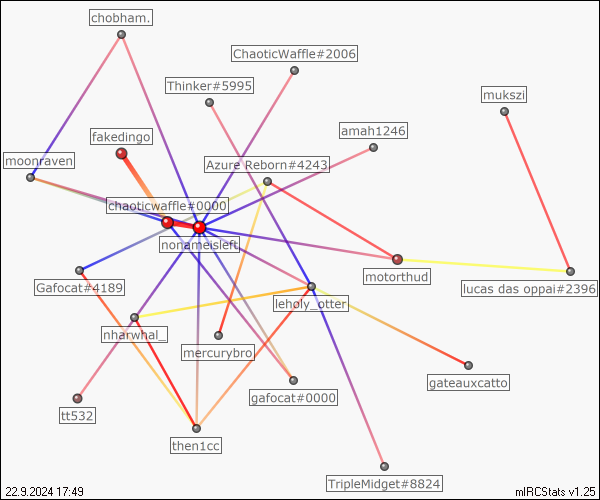 chobham.
ChaoticWaffle#2006
Thinker#5995
mukszi
fakedingo
amah1246
moonraven
Azure Reborn#4243
chaoticwaffle#0000
nonameisleft
motorthud
Gafocat#4189
lucas das oppai#2396
leholy_otter
nharwhal_
mercurybro
gateauxcatto
gafocat#0000
tt532
then1cc
TripleMidget#8824
22.9.2024 17:49
mIRCStats v1.25